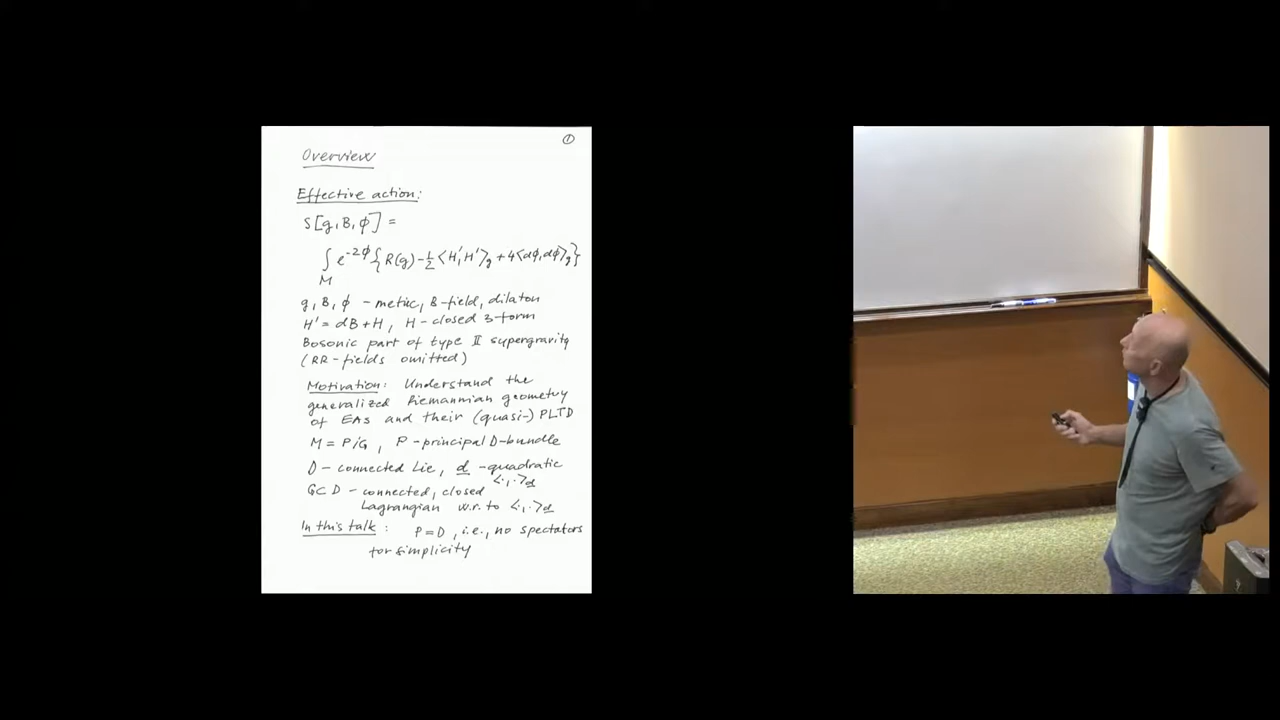 ①
Overview
Effective action:
S[g,B,ϕ] =
∫_M e^{-2ϕ} { R(g) - 1/2 <H',H'>_g + 4<dϕ,dϕ>_g }
g, B, ϕ - metric, B-field, dilaton
H' = dB + H, H - closed 3-form
Bosonic part of type II supergravity
(RR-fields omitted)
Motivation: Understand the
generalized Riemannian geometry
of EAs and their (quasi-) PLTD
M = P/G, P - principal D-bundle
D - connected Lie, d - quadratic
<·,·>_d
G⊂D - connected, closed
Lagrangian w.r. to <·,·>_d
In this talk: P = D, i.e., no spectators
for simplicity